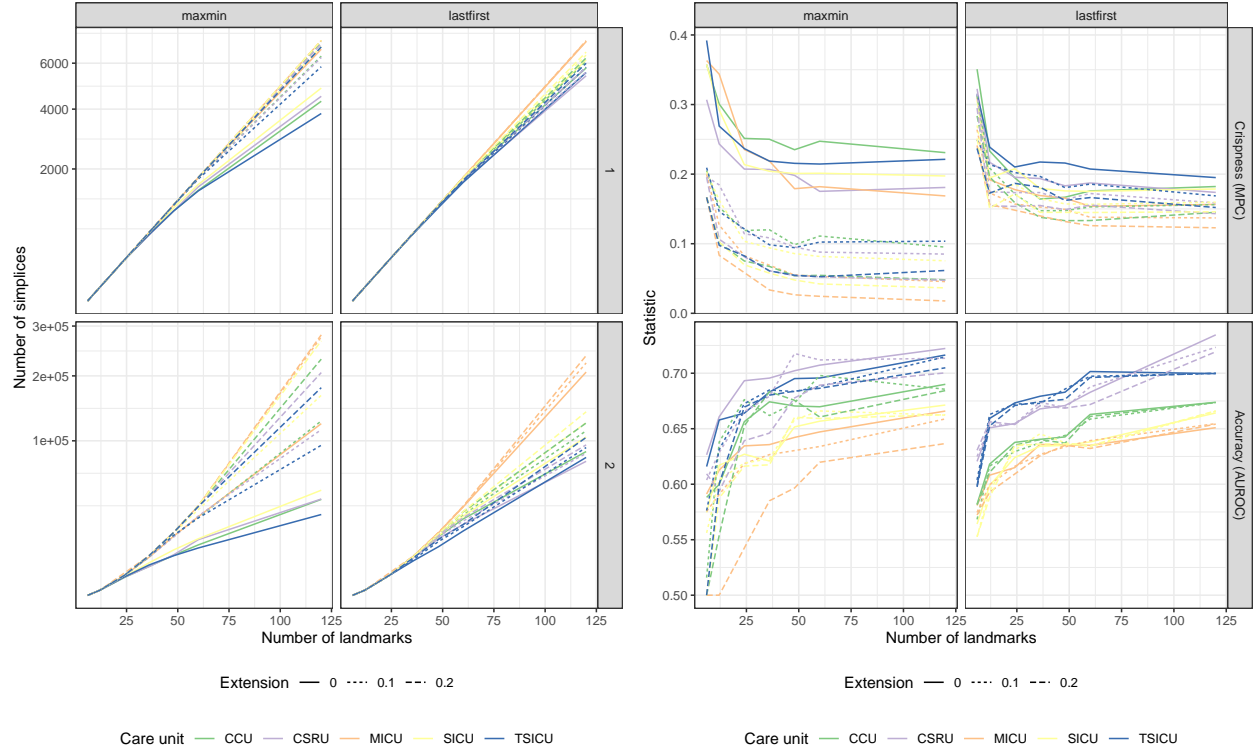 maxmin
lastfirst
6000
4000
2000
1
Number of simplices
3e+05
2e+05
1e+05
2
25
50
75
100
125
25
50
75
100
125
Number of landmarks
Extension
0
0.1
0.2
Care unit
CCU
CSRU
MICU
SICU
TSICU
maxmin
lastfirst
0.4
0.3
0.2
0.1
0.0
Crispness (MPC)
Statistic
0.70
0.65
0.60
0.55
0.50
Accuracy (AUROC)
25
50
75
100
125
25
50
75
100
125
Number of landmarks
Extension
0
0.1
0.2
Care unit
CCU
CSRU
MICU
SICU
TSICU